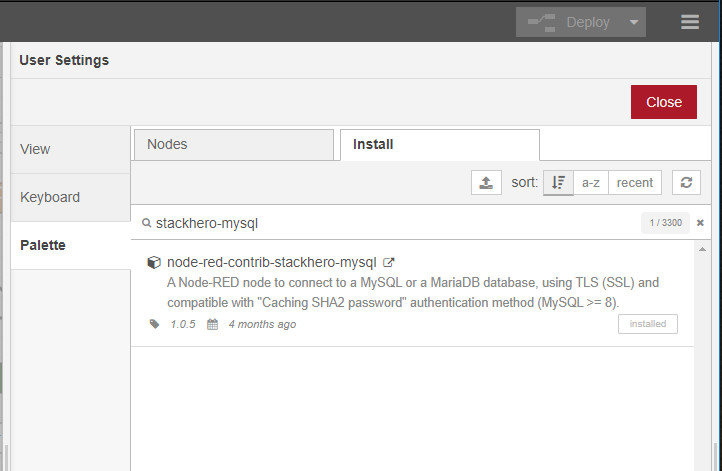 Deploy
User Settings
Close
View
Keyboard
Palette
Nodes
Install
sort:
a-z
recent
stackhero-mysql
1 / 3300
node-red-contrib-stackhero-mysql
A Node-RED node to connect to a MySQL or a MariaDB database, using TLS (SSL) and
compatible with "Caching SHA2 password" authentication method (MySQL >= 8).
1.0.5
4 months ago
installed